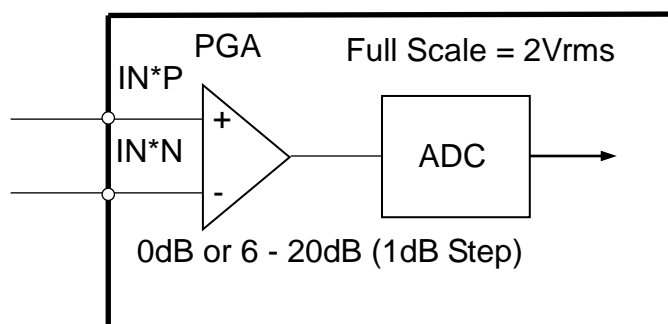 PGA
Full Scale = 2Vrms
IN*P
+
ADC
IN*N
-
0dB or 6 - 20dB (1dB Step)